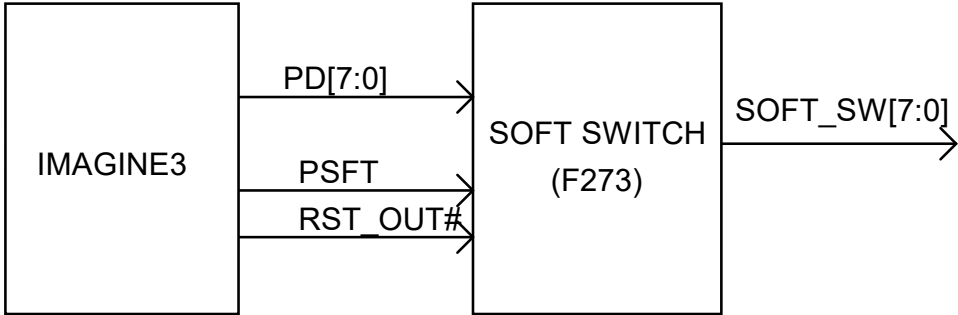 IMAGINE3
PD[7:0]
PSFT
RST_OUT#
SOFT SWITCH
(F273)
SOFT_SW[7:0]